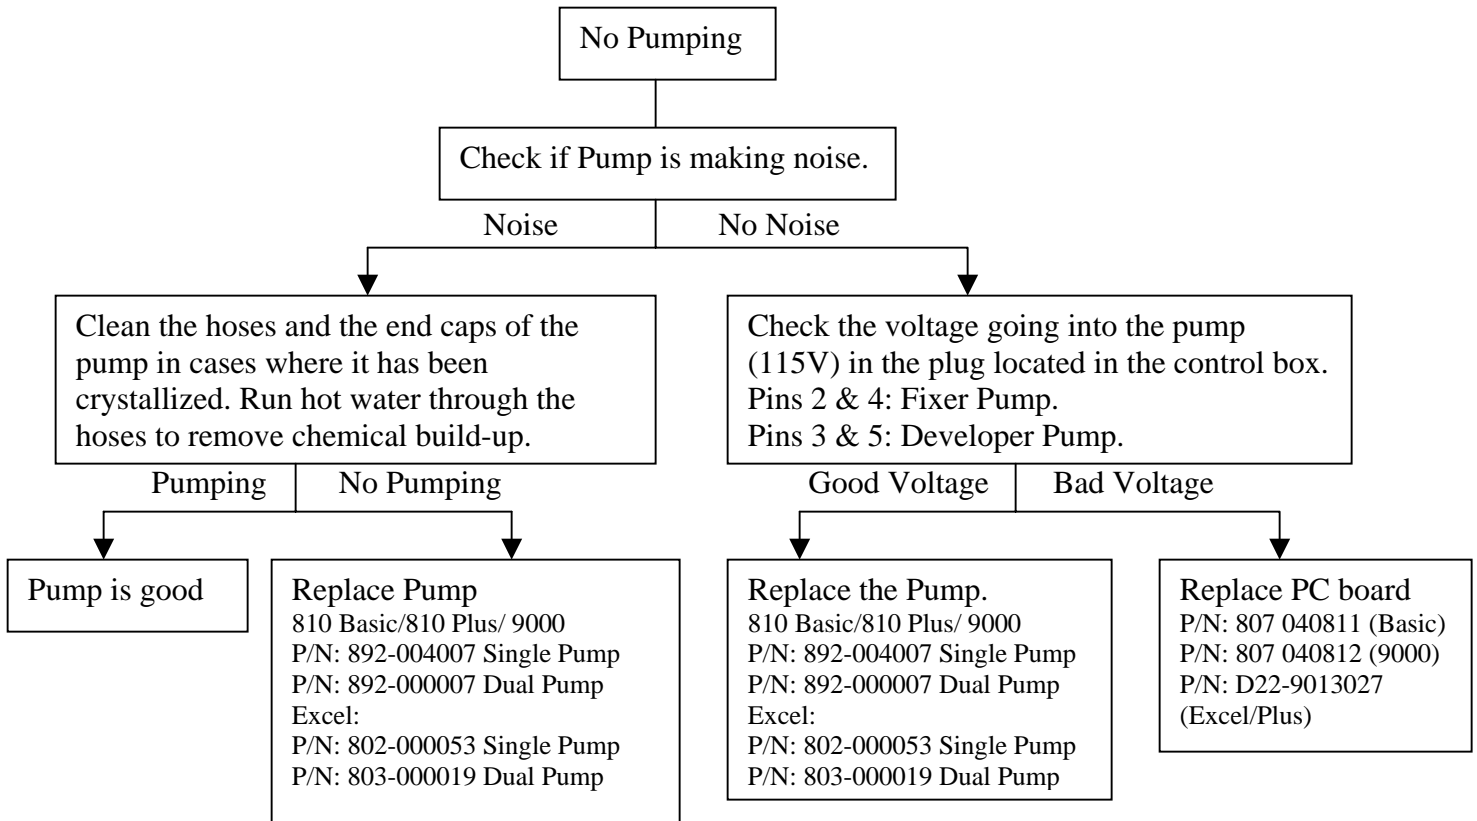 No Pumping
Check if Pump is making noise.
Noise
No Noise
Clean the hoses and the end caps of the
pump in cases where it has been
crystallized. Run hot water through the
hoses to remove chemical build-up.
Check the voltage going into the pump
(115V) in the plug located in the control box.
Pins 2 & 4: Fixer Pump.
Pins 3 & 5: Developer Pump.
Pumping
No Pumping
Good Voltage
Bad Voltage
Pump is good
Replace Pump
810 Basic/810 Plus/ 9000
P/N: 892-004007 Single Pump
P/N: 892-000007 Dual Pump
Excel:
P/N: 802-000053 Single Pump
P/N: 803-000019 Dual Pump
Replace the Pump.
810 Basic/810 Plus/ 9000
P/N: 892-004007 Single Pump
P/N: 892-000007 Dual Pump
Excel:
P/N: 802-000053 Single Pump
P/N: 803-000019 Dual Pump
Replace PC board
P/N: 807 040811 (Basic)
P/N: 807 040812 (9000)
P/N: D22-9013027
(Excel/Plus)